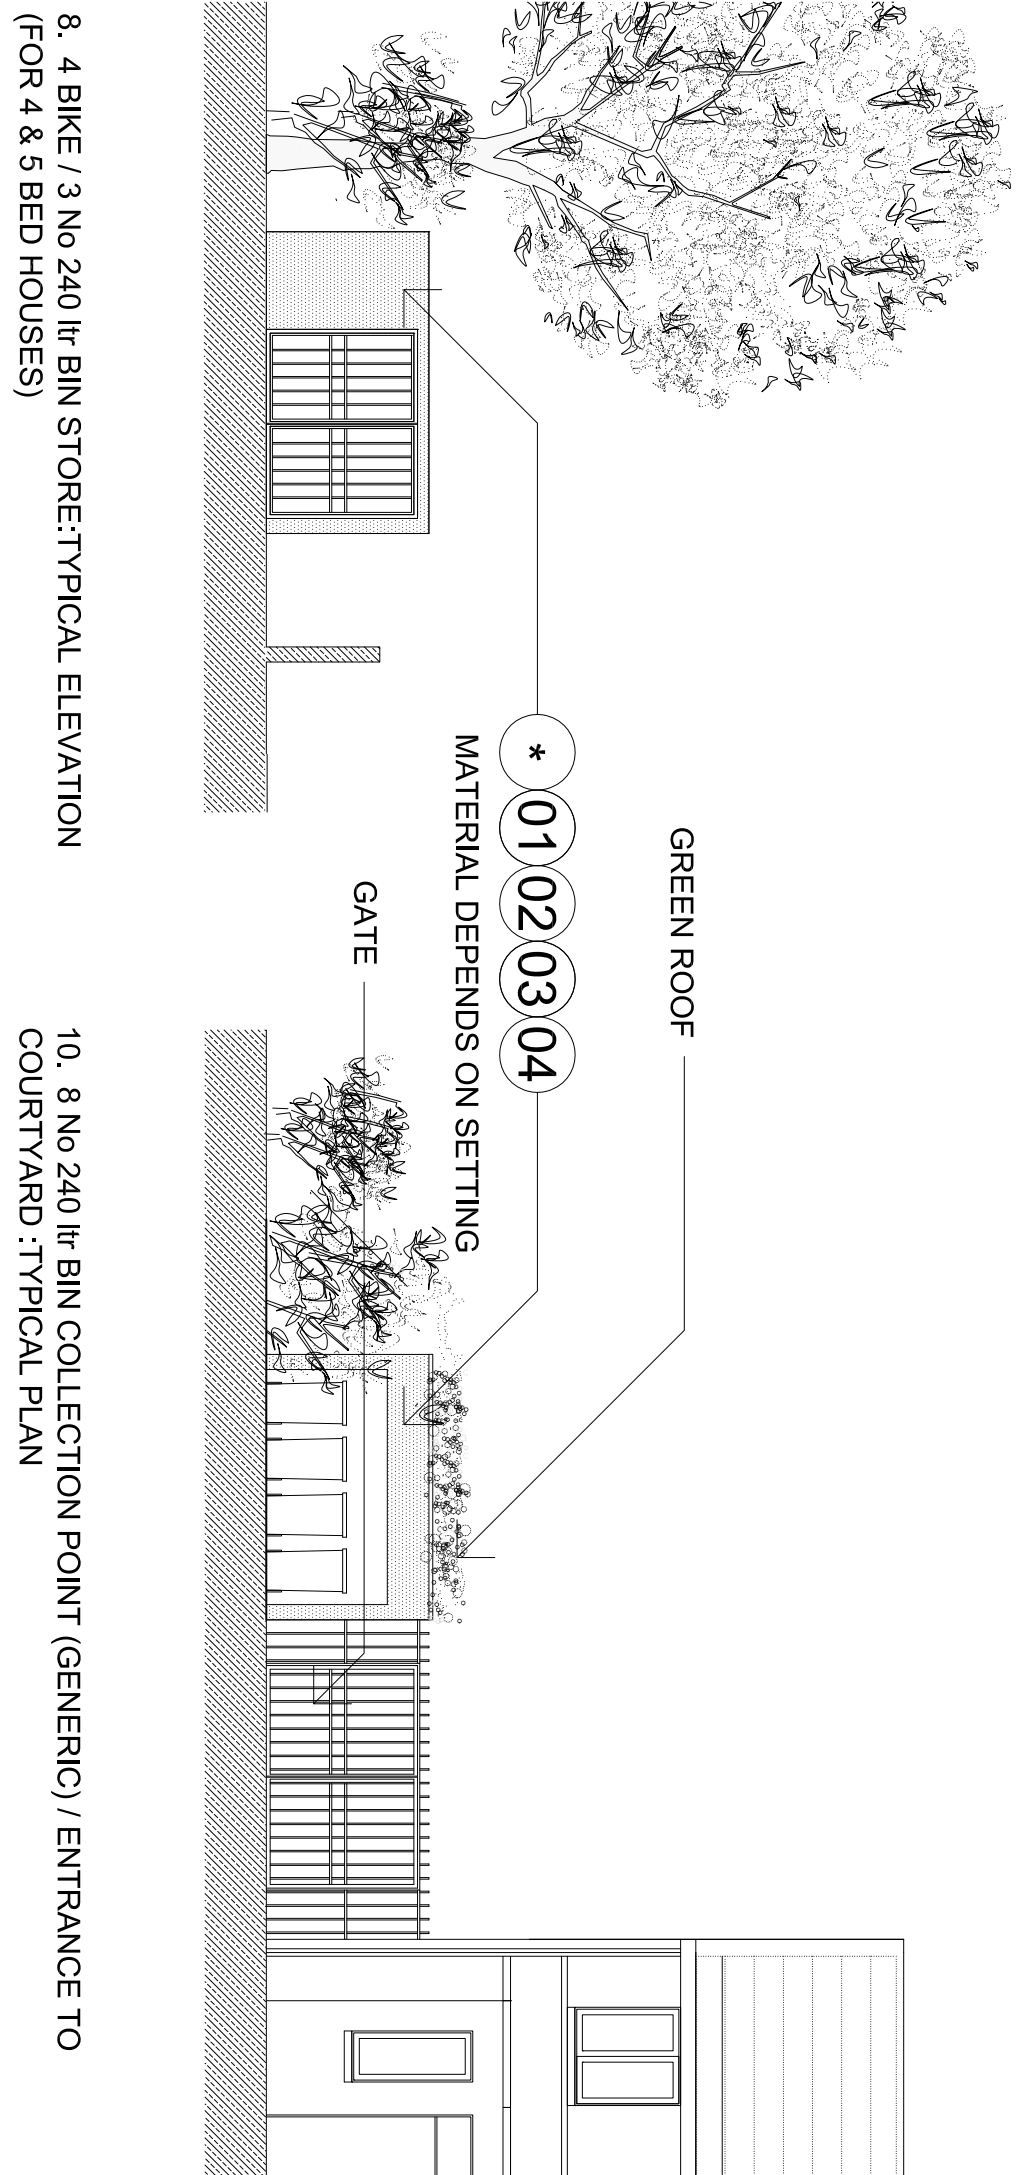 GREEN ROOF
* 01 02 03 04
MATERIAL DEPENDS ON SETTING
GATE
8. 4 BIKE / 3 No 240 ltr BIN STORE:TYPICAL ELEVATION
(FOR 4 & 5 BED HOUSES)
10. 8 No 240 ltr BIN COLLECTION POINT (GENERIC) / ENTRANCE TO
COURTYARD :TYPICAL PLAN